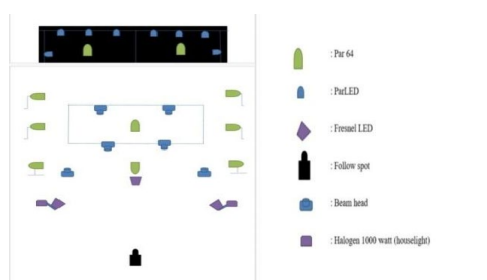 : Par 64
: ParLED
: Fresnel LED
: Follow spot
: Beam head
: Halogen 1000 watt (houselight)